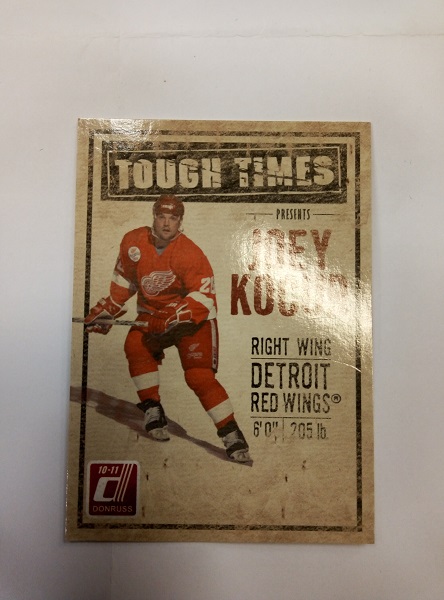 TOUGH TIMES
PRESENTS
JOEY
RIGHT WING
DETROIT
RED WINGS®
6' 0" 205 lb.
10-11
DONRUSS